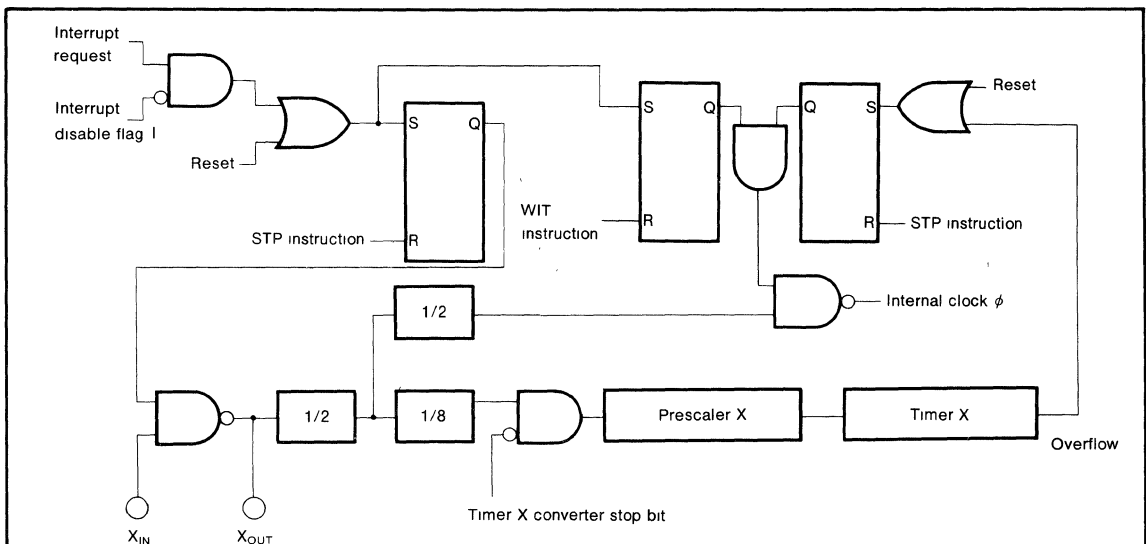 Interrupt
request
Interrupt
disable flag I
Reset
S
Q
R
STP instruction
WIT
instruction
S
Q
R
Q
S
R
Reset
STP instruction
1/2
Internal clock ϕ
1/2
1/8
Prescaler X
Timer X
Overflow
Timer X converter stop bit
XIN
XOUT